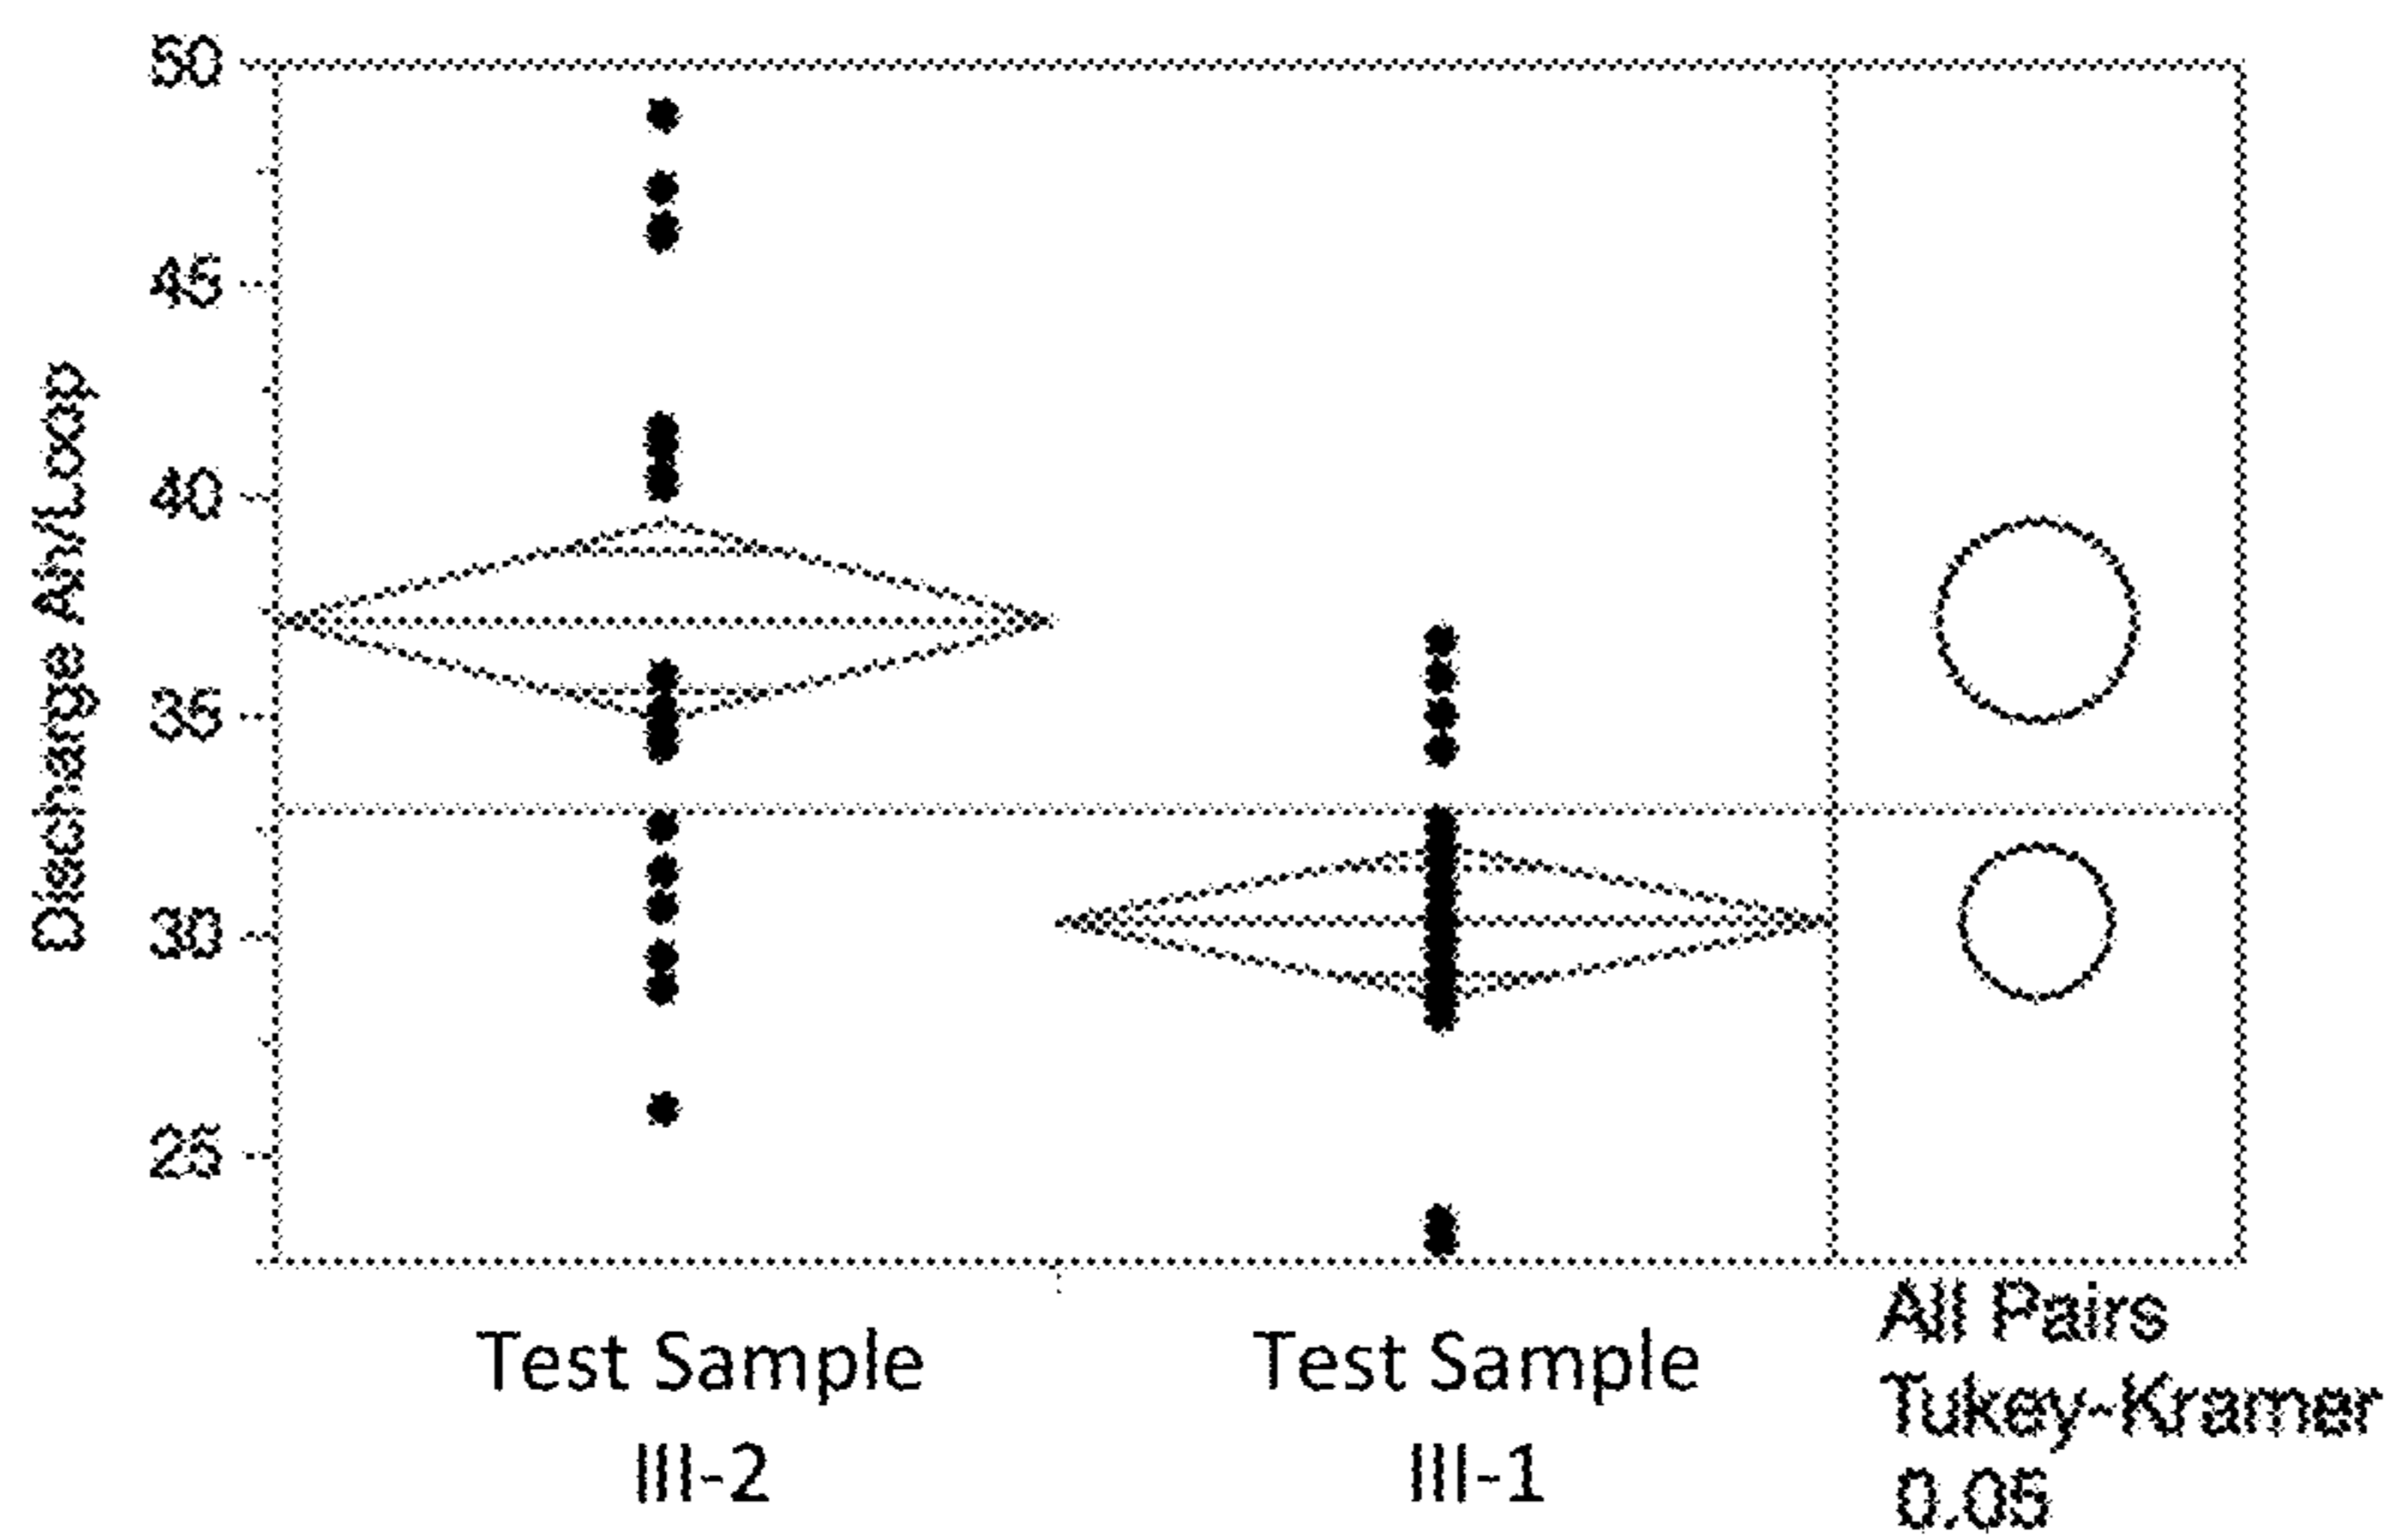 Discharge Ah/Loop
50
45
40
35
30
25
Test Sample
III-2
Test Sample
III-1
All Pairs
Tukey-Kramer
0.05